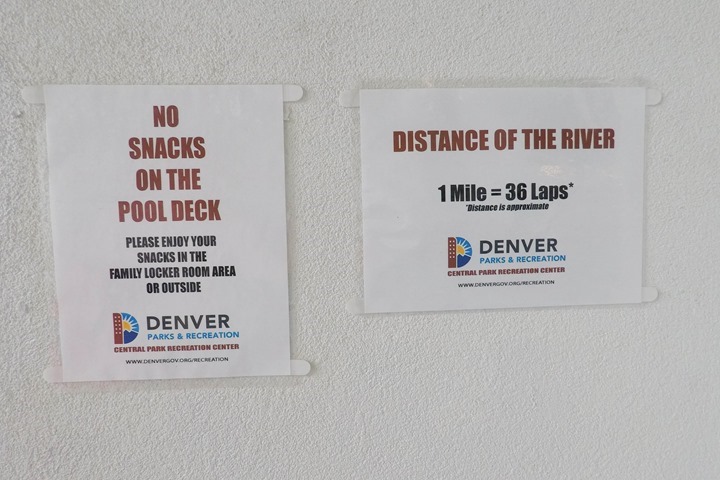 NO
SNACKS
ON THE
POOL DECK
PLEASE ENJOY YOUR
SNACKS IN THE
FAMILY LOCKER ROOM AREA
OR OUTSIDE
DENVER
PARKS & RECREATION
CENTRAL PARK RECREATION CENTER
WWW.DENVERGOV.ORG/RECREATION
DISTANCE OF THE RIVER
1 Mile = 36 Laps*
*Distance is approximate
DENVER
PARKS & RECREATION
CENTRAL PARK RECREATION CENTER
WWW.DENVERGOV.ORG/RECREATION